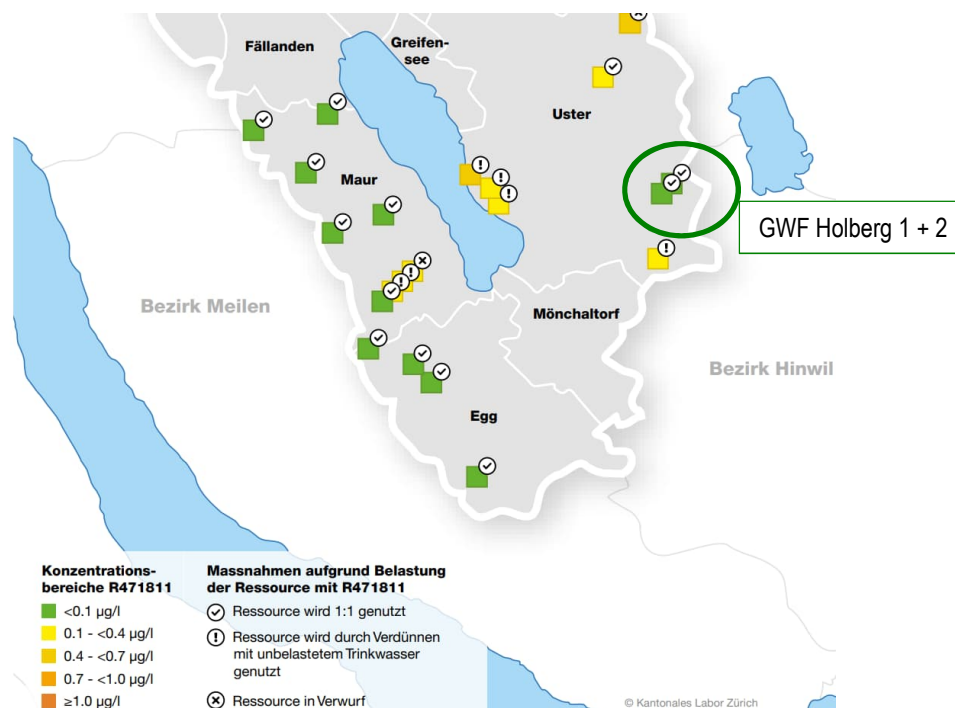 Fällanden
Greifen-
see
Uster
Maur
GWF Holberg 1 + 2
Bezirk Meilen
Mönchaltorf
Bezirk Hinwil
Egg
Konzentrations-
bereiche R471811
<0.1 µg/l
0.1 - <0.4 µg/l
0.4 - <0.7 µg/l
0.7 - <1.0 µg/l
≥1.0 µg/l
Massnahmen aufgrund Belastung
der Ressource mit R471811
Ressource wird 1:1 genutzt
Ressource wird durch Verdünnen
mit unbelastetem Trinkwasser
genutzt
Ressource in Verwurf
© Kantonales Labor Zürich